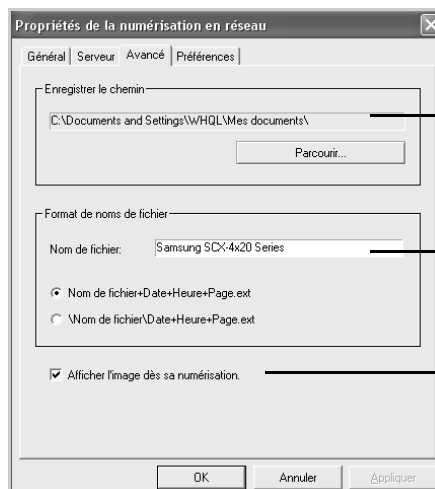 Propriétés de la numérisation en réseau
Général Serveur Avancé Préférences
Enregistrer le chemin
C:\Documents and Settings\WHQL\Mes documents\
Parcourir...
Format de noms de fichier
Nom de fichier: Samsung SCX-4x20 Series
Nom de fichier+Date+Heure+Page.ext
\Nom de fichier\Date+Heure+Page.ext
Afficher l'image dès sa numérisation.
OK Annuler Appliquer